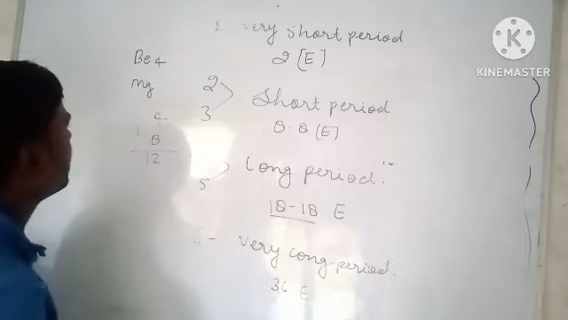 1 very short period
2 [E]
Be 4
mg
2
3
Short period
8.8 (E)
4
8
12
5
Long period.
18-18 E
very long period.
E
K
KINEMASTER